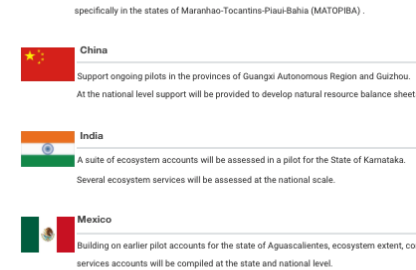 specifically in the states of Maranhao-Tocantins-Piaui-Bahia (MATOPIBA) .
China
Support ongoing pilots in the provinces of Guangxi Autonomous Region and Guizhou.
At the national level support will be provided to develop natural resource balance sheet
India
A suite of ecosystem accounts will be assessed in a pilot for the State of Karnataka.
Several ecosystem services will be assessed at the national scale.
Mexico
Building on earlier pilot accounts for the state of Aguascalientes, ecosystem extent, co
services accounts will be compiled at the state and national level.